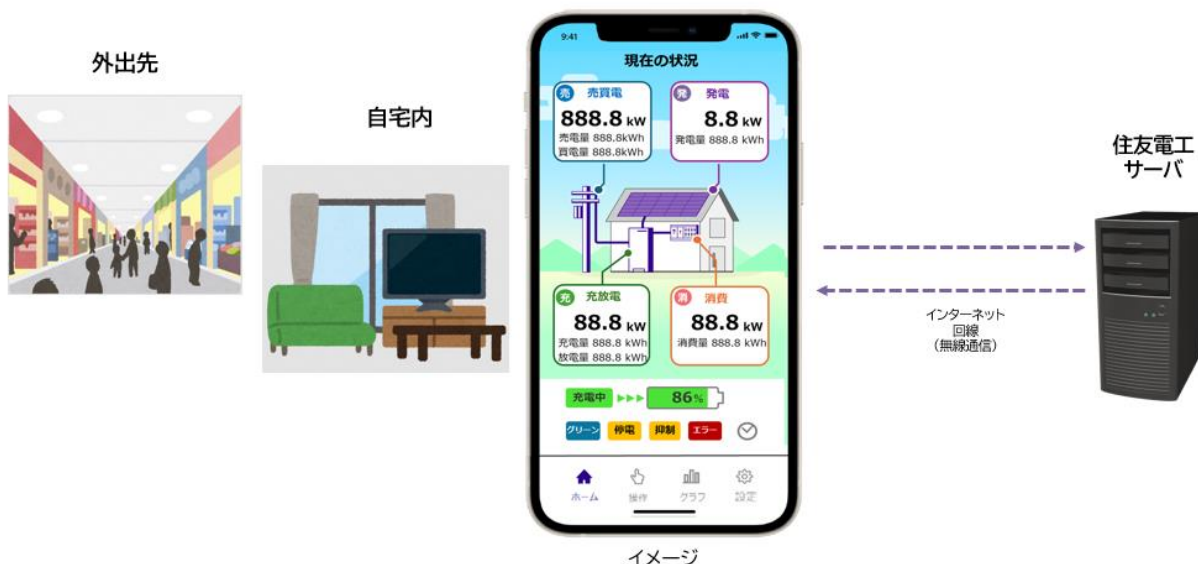 外出先
自宅内
9:41
現在の状況
売 売買電
888.8 kW
売電量 888.8kWh
買電量 888.8kWh
発 発電
8.8 kW
発電量 888.8 kWh
充 充放電
88.8 kW
充電量 888.8 kWh
放電量 888.8 kWh
消 消費
88.8 kW
消費量 888.8 kWh
充電中
86%
グリーン
停電
抑制
エラー
ホーム
操作
グラフ
設定
イメージ
インターネット
回線
(無線通信)
住友電工
サーバ